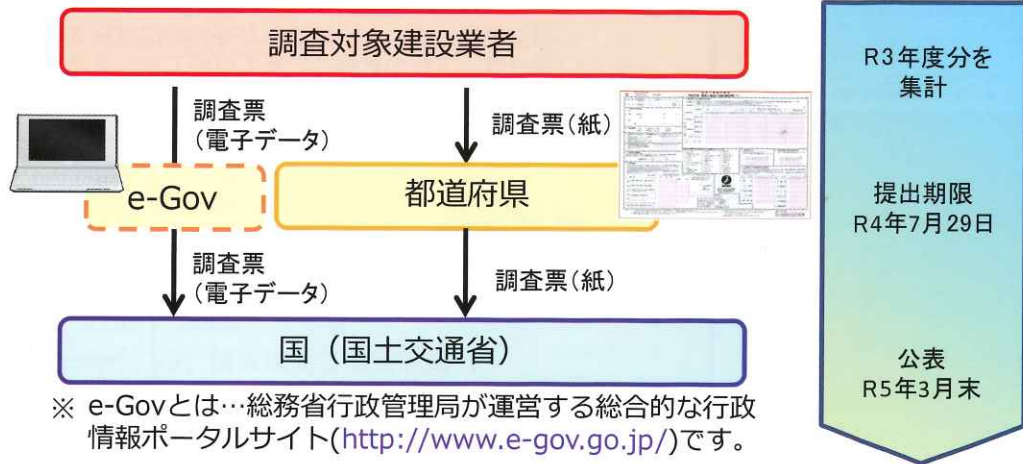 調査対象建設業者
調査票
(電子データ)
調査票(紙)
e-Gov
都道府県
調査票
(電子データ)
調査票(紙)
国（国土交通省）
※ e-Govとは…総務省行政管理局が運営する総合的な行政
情報ポータルサイト(http://www.e-gov.go.jp/)です。
R3年度分を
集計
提出期限
R4年7月29日
公表
R5年3月末